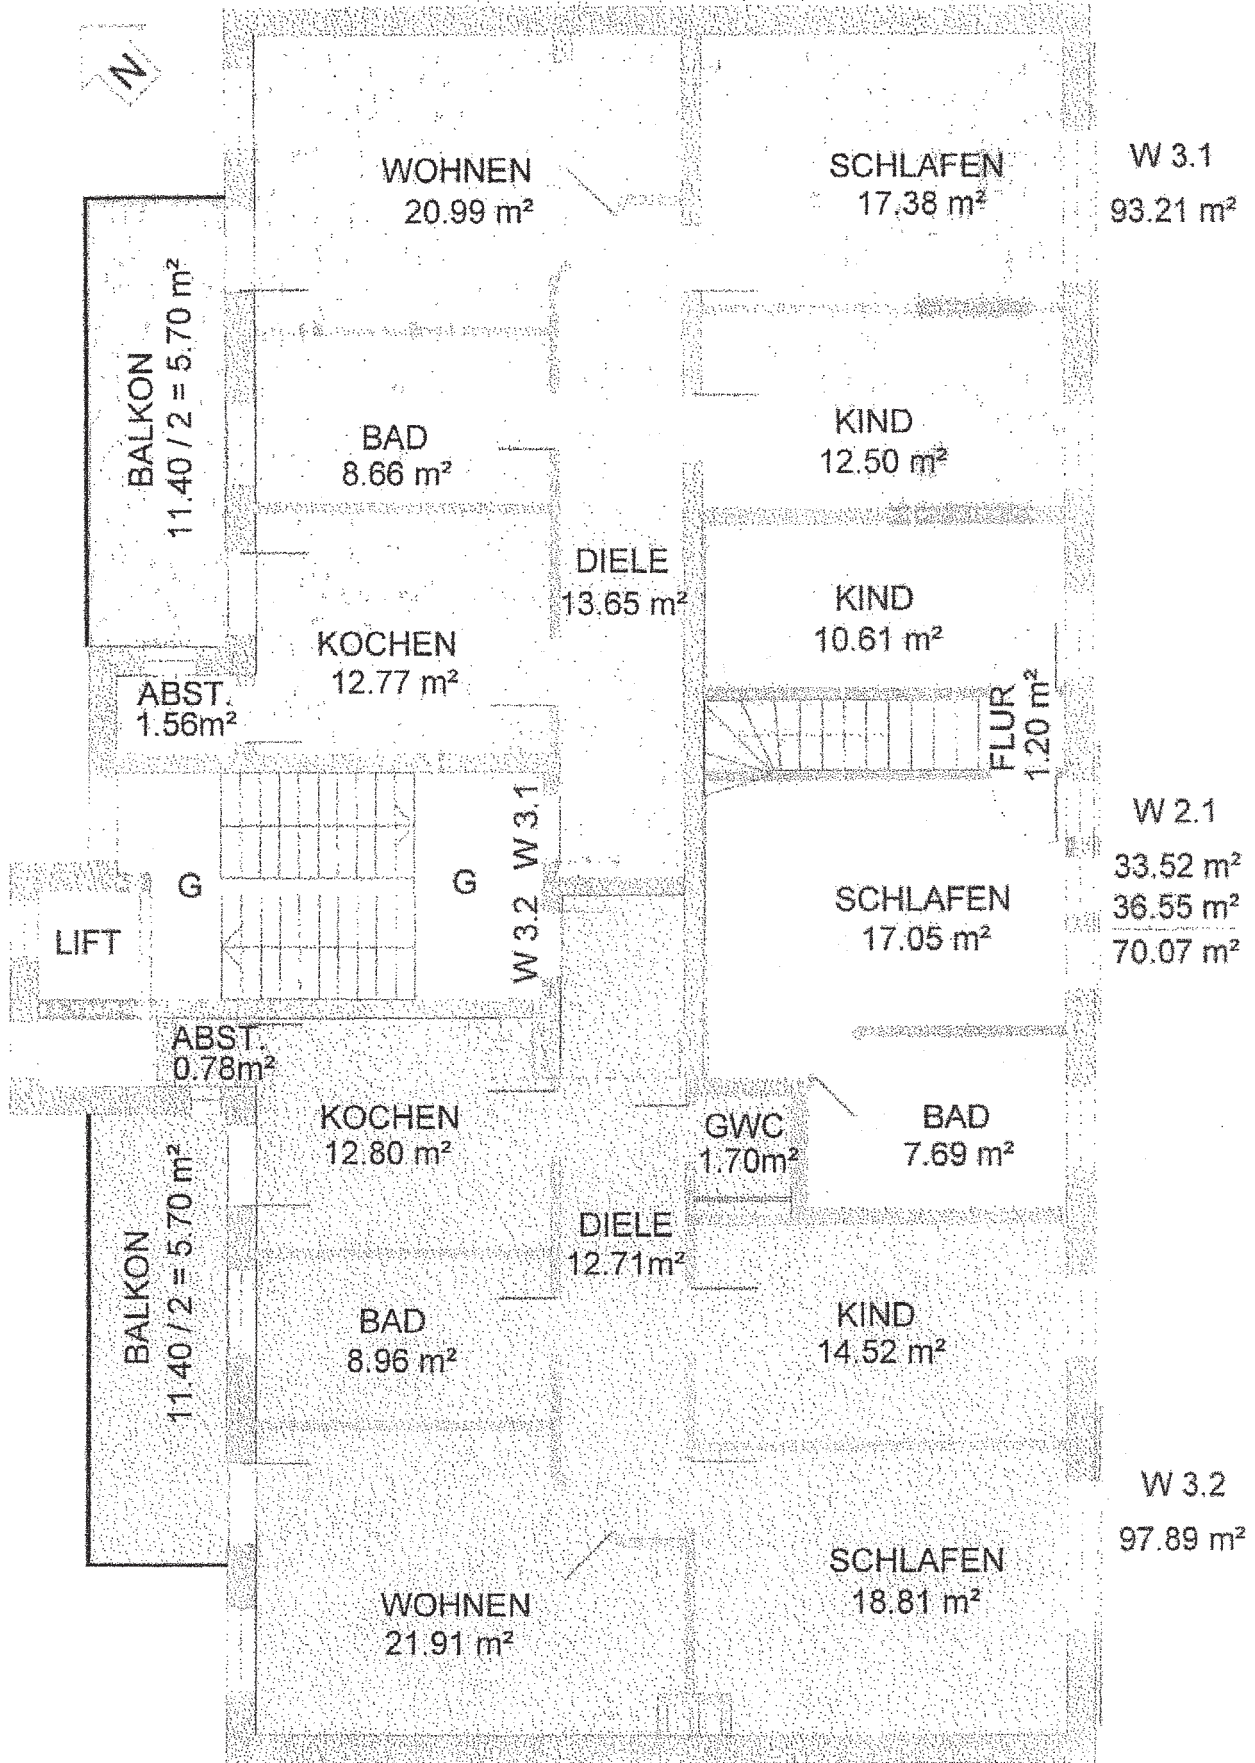 N
WOHNEN
20.99 m²
SCHLAFEN
17.38 m²
W 3.1
93.21 m²
BALKON
11.40 / 2 = 5.70 m²
BAD
8.66 m²
KIND
12.50 m²
DIELE
13.65 m²
KIND
10.61 m²
KOCHEN
12.77 m²
ABST.
1.56m²
FLUR
1.20 m²
W 3.1
W 3.2
G
G
LIFT
SCHLAFEN
17.05 m²
W 2.1
33.52 m²
36.55 m²
70.07 m²
ABST.
0.78m²
KOCHEN
12.80 m²
GWC
1.70m²
BAD
7.69 m²
BALKON
11.40 / 2 = 5.70 m²
DIELE
12.71m²
BAD
8.96 m²
KIND
14.52 m²
W 3.2
97.89 m²
WOHNEN
21.91 m²
SCHLAFEN
18.81 m²